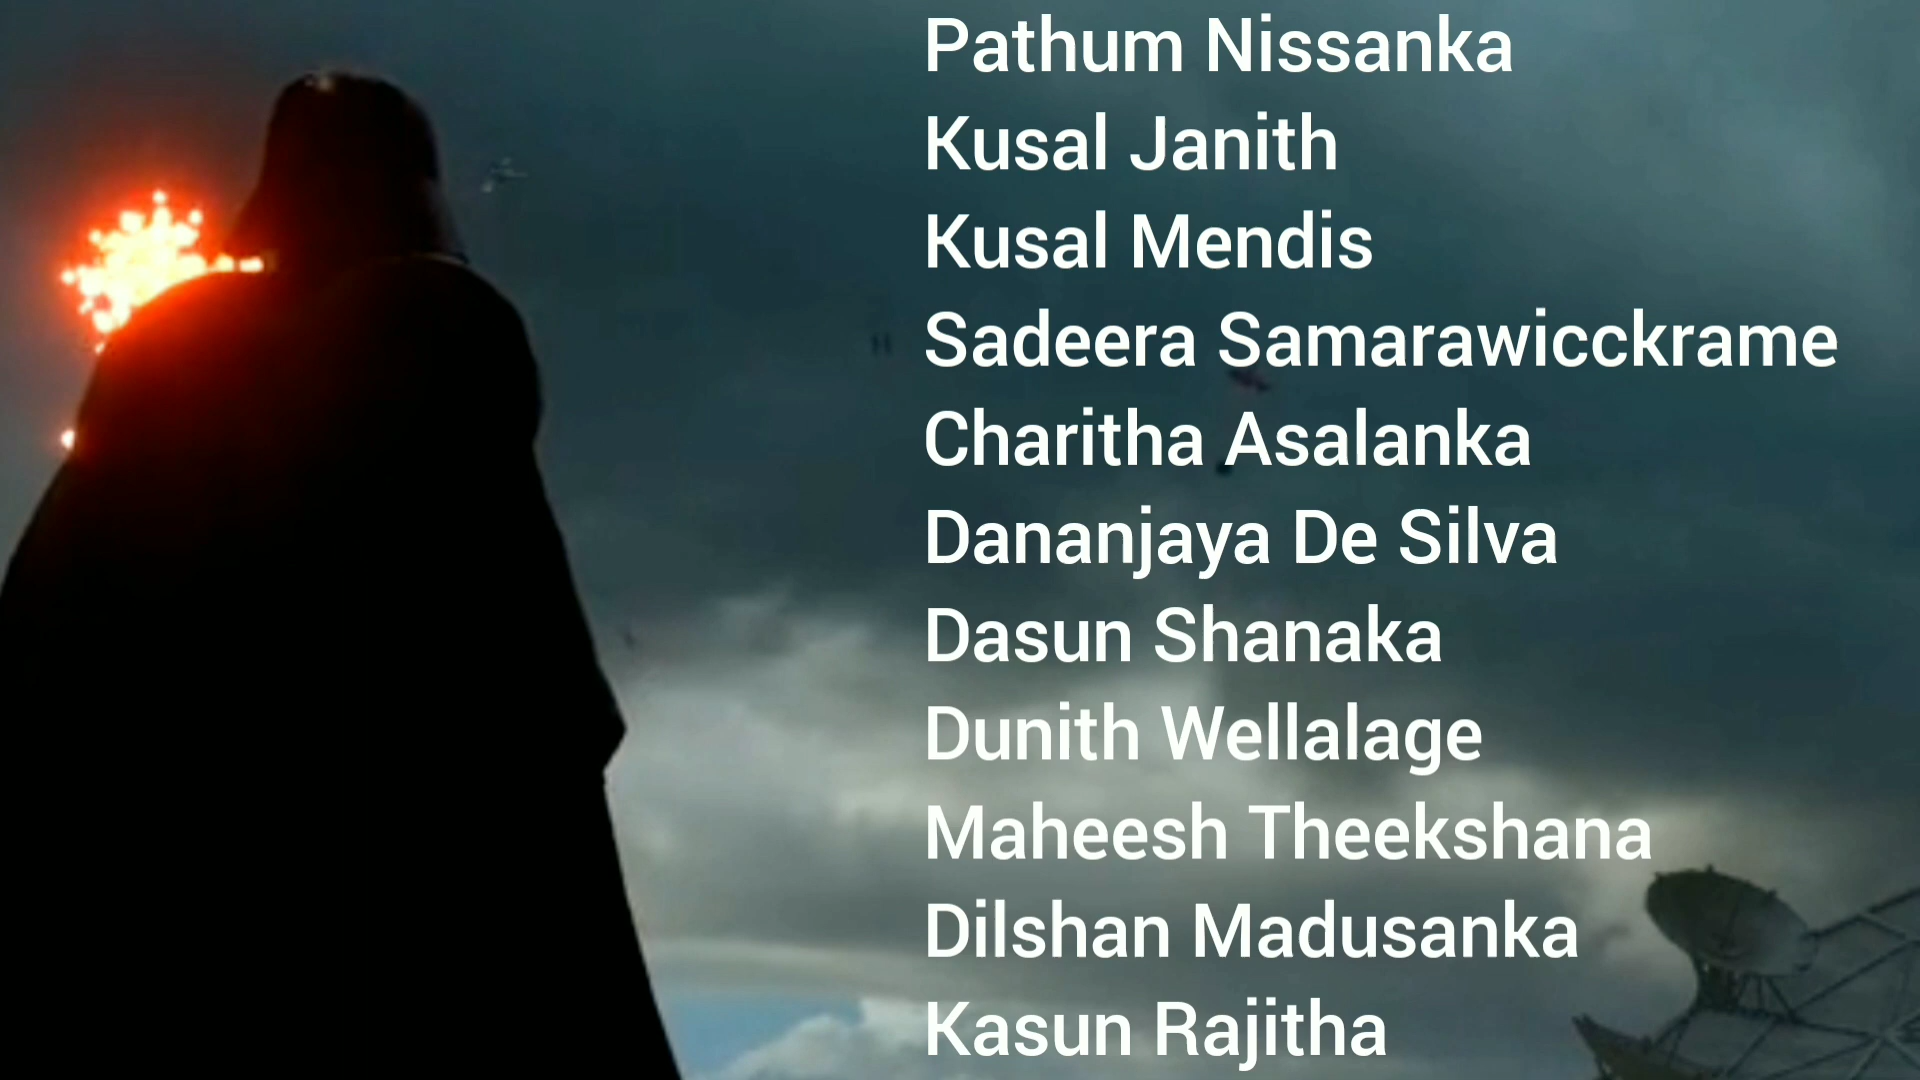 Pathum Nissanka
Kusal Janith
Kusal Mendis
Sadeera Samarawicckrame
Charitha Asalanka
Dananjaya De Silva
Dasun Shanaka
Dunith Wellalage
Maheesh Theekshana
Dilshan Madusanka
Kasun Rajitha